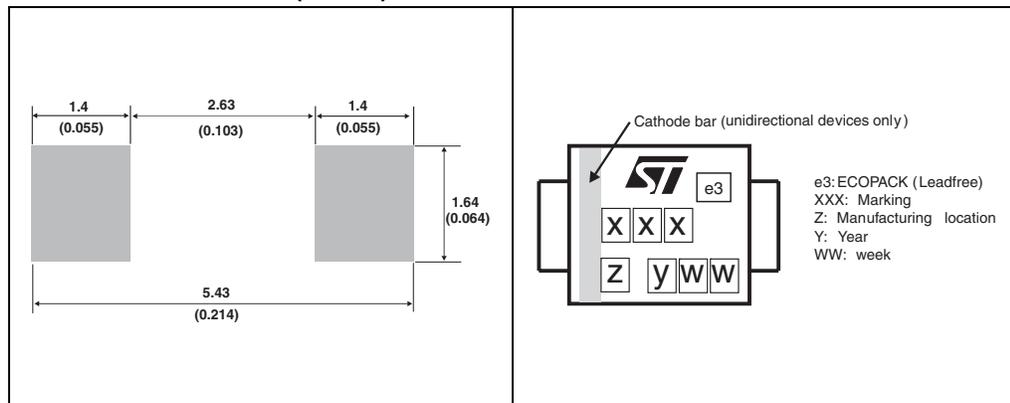 1.4
(0.055)
2.63
(0.103)
1.4
(0.055)
1.64
(0.064)
5.43
(0.214)
Cathode bar (unidirectional devices only)
ST
e3
x x x
z y w w
e3: ECOPACK (Leadfree)
XXX: Marking
Z: Manufacturing location
Y: Year
WW: week